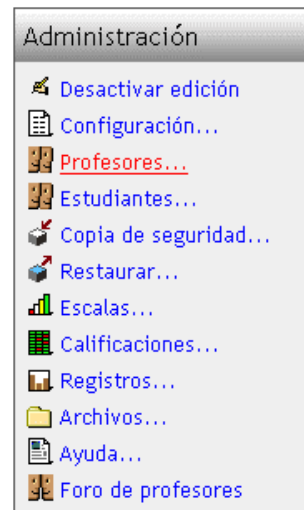 Administración
Desactivar edición
Configuración...
Profesores...
Estudiantes...
Copia de seguridad...
Restaurar...
Escalas...
Calificaciones...
Registros...
Archivos...
Ayuda...
Foro de profesores